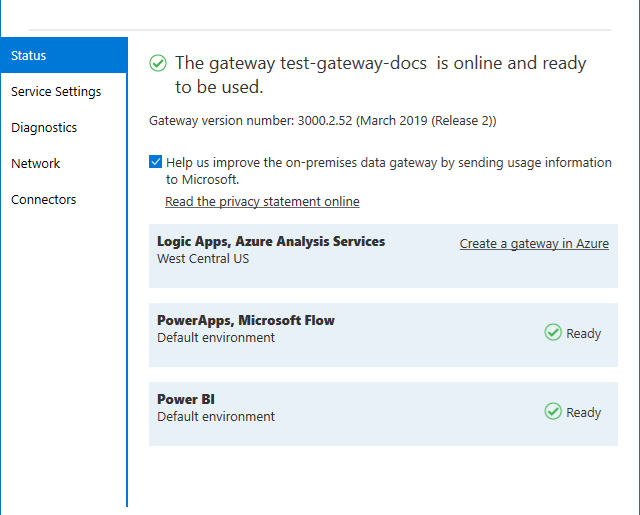 Status
Service Settings
Diagnostics
Network
Connectors
The gateway test-gateway-docs is online and ready
to be used.
Gateway version number: 3000.2.52 (March 2019 (Release 2))
Help us improve the on-premises data gateway by sending usage information
to Microsoft.
Read the privacy statement online
Logic Apps, Azure Analysis Services
West Central US
Create a gateway in Azure
PowerApps, Microsoft Flow
Default environment
Ready
Power BI
Default environment
Ready